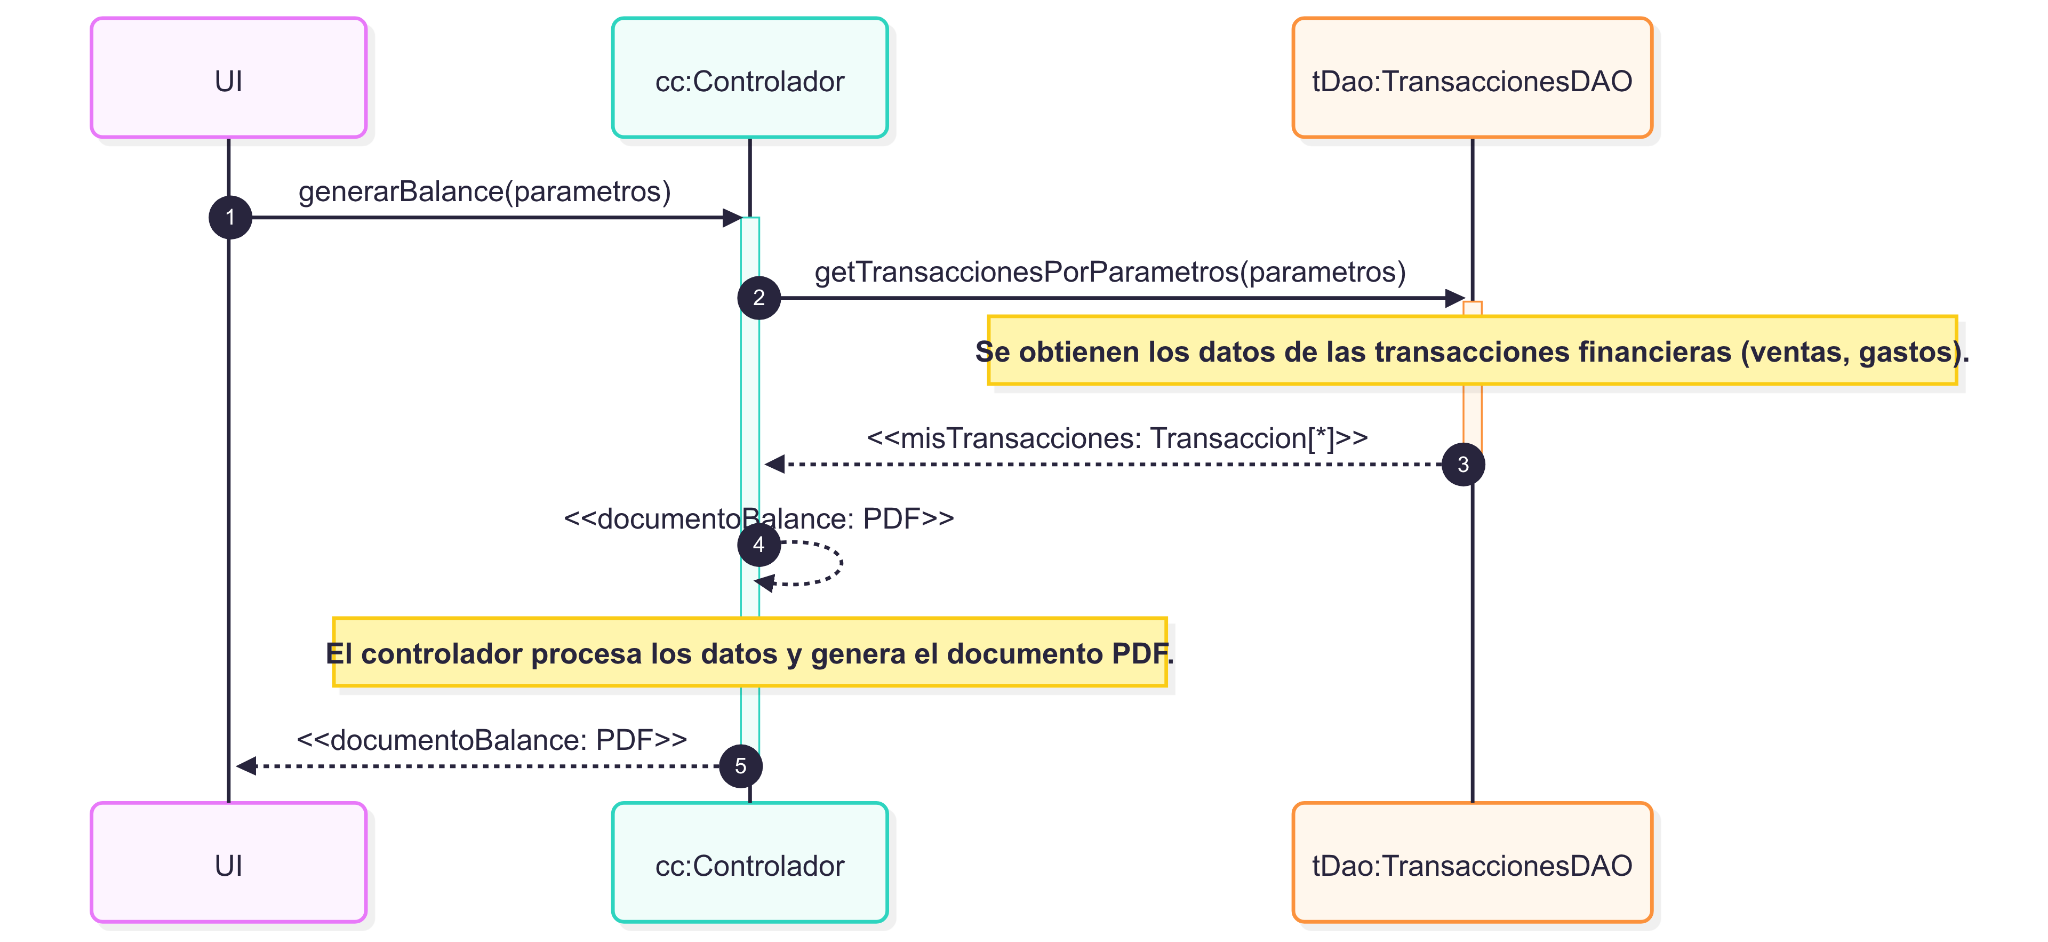 UI
cc:Controlador
tDao:TransaccionesDAO
generarBalance(parametros)
1
getTransaccionesPorParametros(parametros)
2
Se obtienen los datos de las transacciones financieras (ventas, gastos).
<<misTransacciones: Transaccion[*]>>
3
<<documentoBalance: PDF>>
4
El controlador procesa los datos y genera el documento PDF.
<<documentoBalance: PDF>>
5
UI
cc:Controlador
tDao:TransaccionesDAO